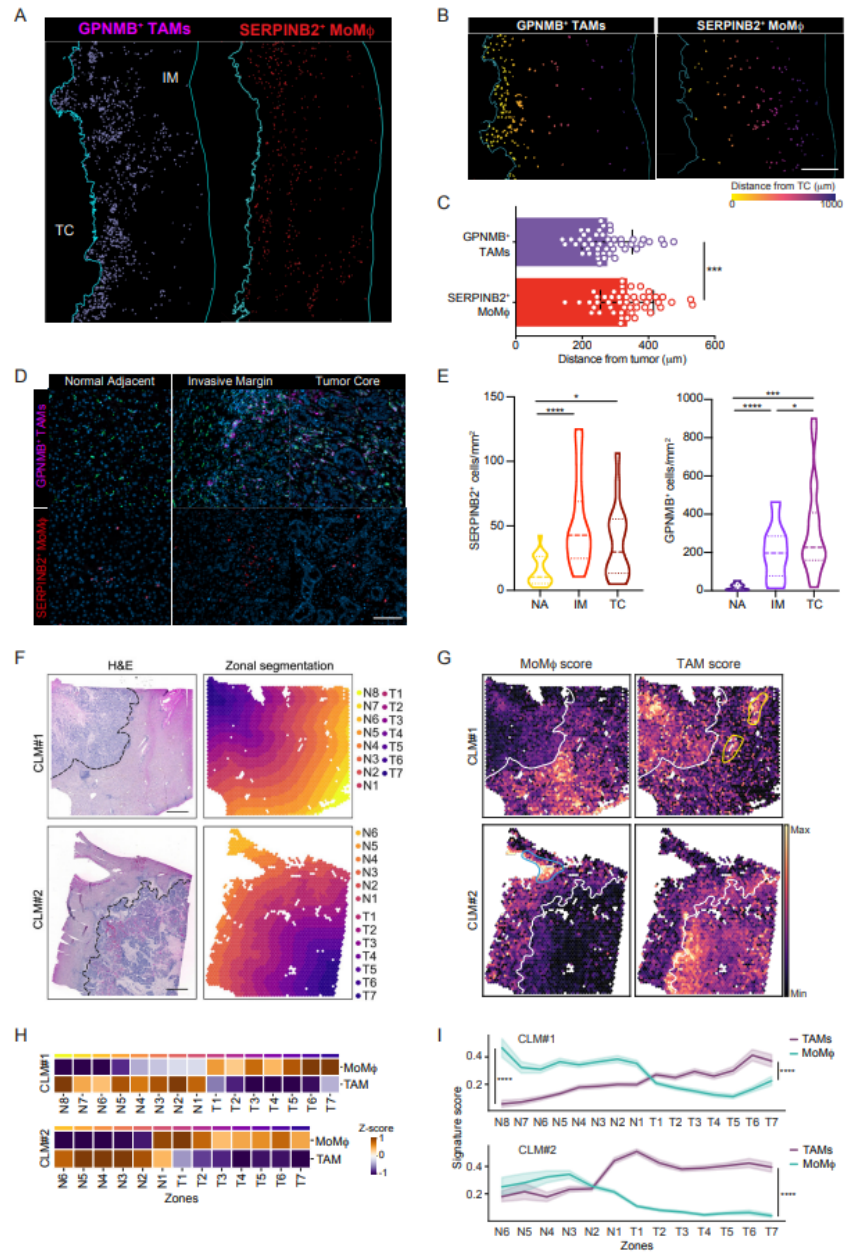 A
GPNMB⁺ TAMs
SERPINB2⁺ MoMϕ
IM
TC
B
GPNMB⁺ TAMs
SERPINB2⁺ MoMϕ
Distance from TC (μm)
0
1000
C
GPNMB⁺
TAMs
SERPINB2⁺
MoMϕ
***
0
200
400
600
Distance from tumor (μm)
D
Normal Adjacent
Invasive Margin
Tumor Core
GPNMB⁺ TAMs
SERPINB2⁺ MoMϕ
E
SERPINB2⁺ cells/mm²
150
100
50
0
****
*
NA
IM
TC
GPNMB⁺ cells/mm²
1000
800
600
400
200
0
***
****
*
NA
IM
TC
F
H&E
Zonal segmentation
CLM#1
N8
N7
N6
N5
N4
N3
N2
N1
T1
T2
T3
T4
T5
T6
T7
CLM#2
N6
N5
N4
N3
N2
N1
T1
T2
T3
T4
T5
T6
T7
G
MoMϕ score
TAM score
CLM#1
CLM#2
Max
Min
H
CLM#1
MoMϕ
TAM
N8
N7
N6
N5
N4
N3
N2
N1
T1
T2
T3
T4
T5
T6
T7
CLM#2
MoMϕ
TAM
N6
N5
N4
N3
N2
N1
T1
T2
T3
T4
T5
T6
T7
Zones
Z-score
1
0
-1
I
CLM#1
TAMs
MoMϕ
0.4
0.2
****
****
N8 N7 N6 N5 N4 N3 N2 N1 T1 T2 T3 T4 T5 T6 T7
Signature score
CLM#2
TAMs
MoMϕ
0.4
0.2
****
N6 N5 N4 N3 N2 N1 T1 T2 T3 T4 T5 T6 T7
Zones